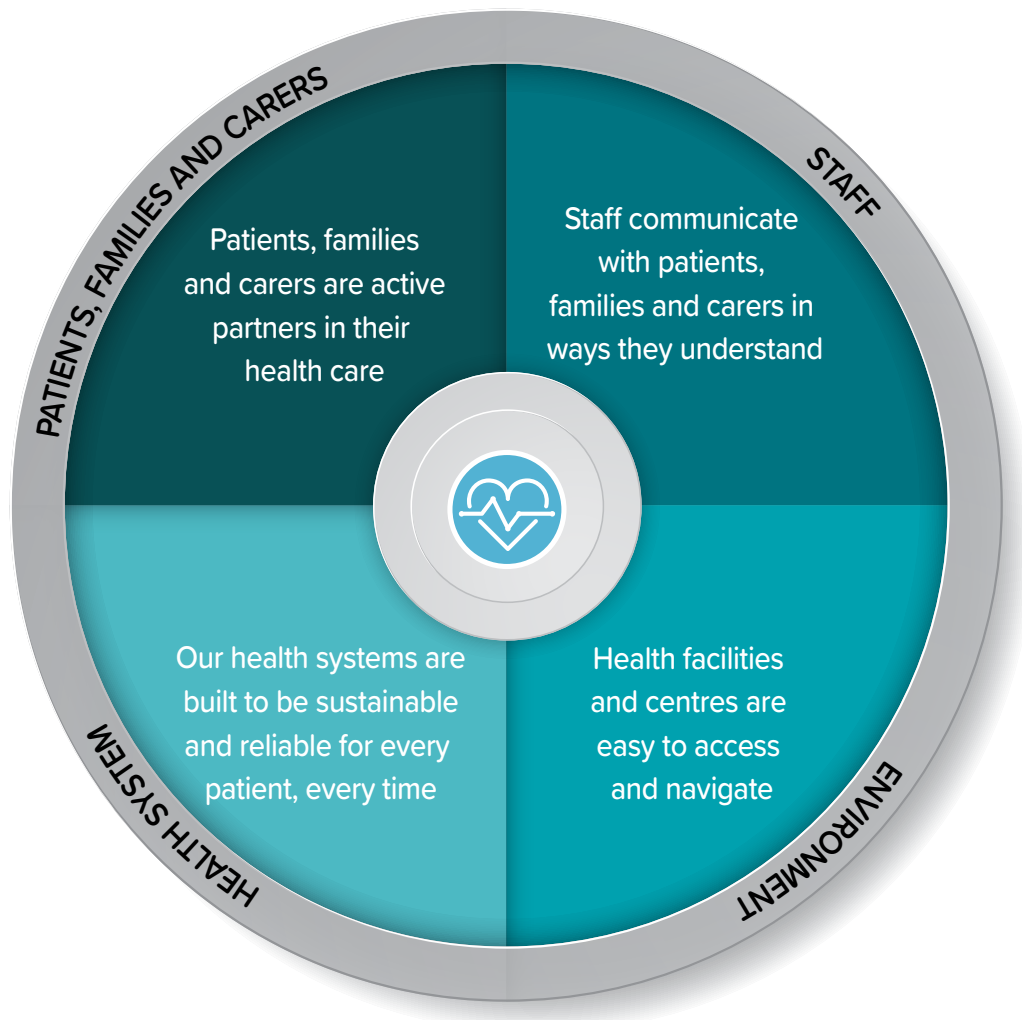 PATIENTS, FAMILIES AND CARERS
Patients, families
and carers are active
partners in their
health care
STAFF
Staff communicate
with patients,
families and carers in
ways they understand
HEALTH SYSTEM
Our health systems are
built to be sustainable
and reliable for every
patient, every time
ENVIRONMENT
Health facilities
and centres are
easy to access
and navigate